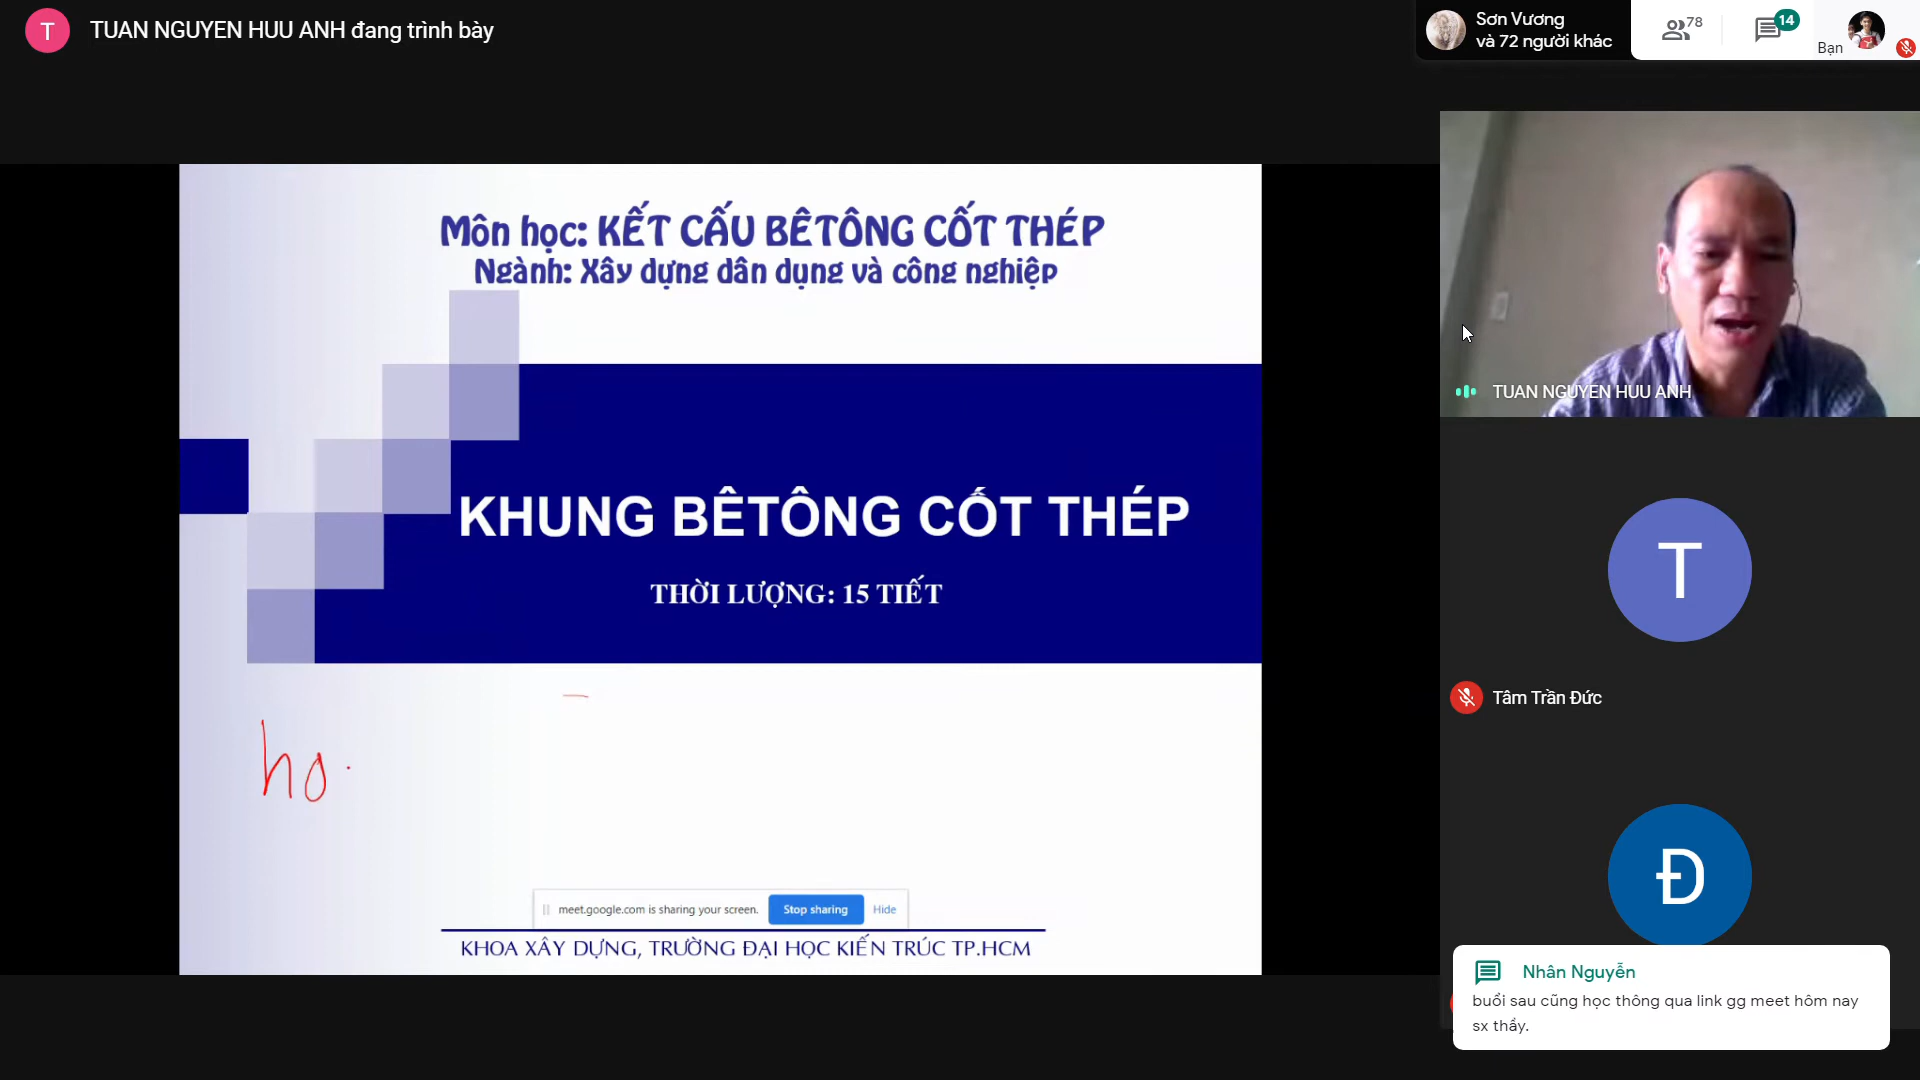 T
TUAN NGUYEN HUU ANH đang trình bày
Sơn Vương
và 72 người khác
78
14
Bạn
Môn học: KẾT CẤU BÊTÔNG CỐT THÉP
Ngành: Xây dựng dân dụng và công nghiệp
KHUNG BÊTÔNG CỐT THÉP
THỜI LƯỢNG: 15 TIẾT
ho.
meet.google.com is sharing your screen.
Stop sharing
Hide
KHOA XÂY DỰNG, TRƯỜNG ĐẠI HỌC KIẾN TRÚC TP.HCM
TUAN NGUYEN HUU ANH
T
Tâm Trần Đức
Đ
Nhân Nguyễn
buổi sau cũng học thông qua link gg meet hôm nay
sx thầy.